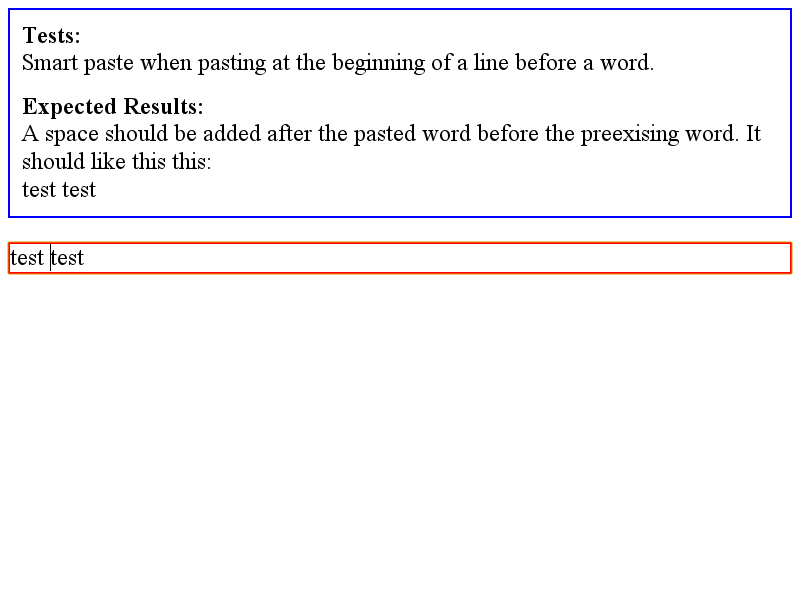 Tests:
Smart paste when pasting at the beginning of a line before a word.
Expected Results:
A space should be added after the pasted word before the preexising word. It
should like this this:
test test
test test